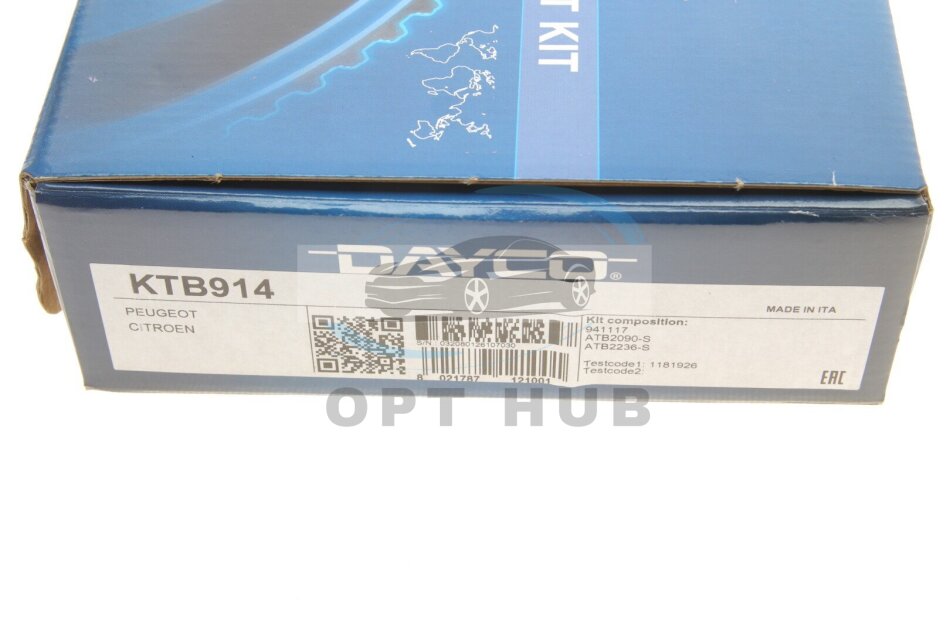 T KIT
DAYCO®
KTB914
PEUGEOT
CITROEN
S/N: 032080126107030
8 021787 121001
Kit composition:
941117
ATB2090-S
ATB2236-S
Testcode1: 1181926
Testcode2:
MADE IN ITA
EAC
OPT HUB